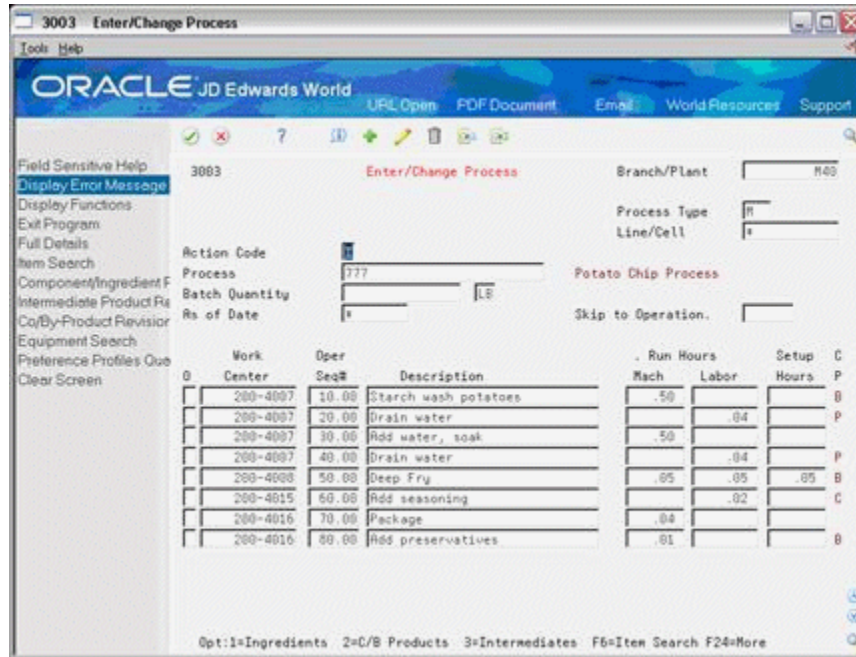 3003 Enter/Change Process
Tools Help
ORACLE JD Edwards World
URL Open PDF Document Email World Resources Support
Field Sensitive Help
Display Error Message
Display Functions
Exit Program
Full Details
Item Search
Component/Ingredient F
Intermediate Product Re
Co/By-Product Revision
Equipment Search
Preference Profiles Que
Clear Screen
3003 Enter/Change Process Branch/Plant M40
Process Type M
Line/Cell *
Action Code
Process 777 Potato Chip Process
Batch Quantity LB
As of Date * Skip to Operation.
Work Oper . Run Hours Setup C
O Center Seq# Description Mach Labor Hours P
200-4007 10.00 Starch wash potatoes .50 B
200-4007 20.00 Drain water .04 P
200-4007 30.00 Add water, soak .50
200-4007 40.00 Drain water .04 P
200-4008 50.00 Deep Fry .05 .05 .05 B
200-4015 60.00 Add seasoning .02 C
200-4016 70.00 Package .04
200-4016 80.00 Add preservatives .01 B
Opt:1=Ingredients 2=C/B Products 3=Intermediates F6=Item Search F24=More